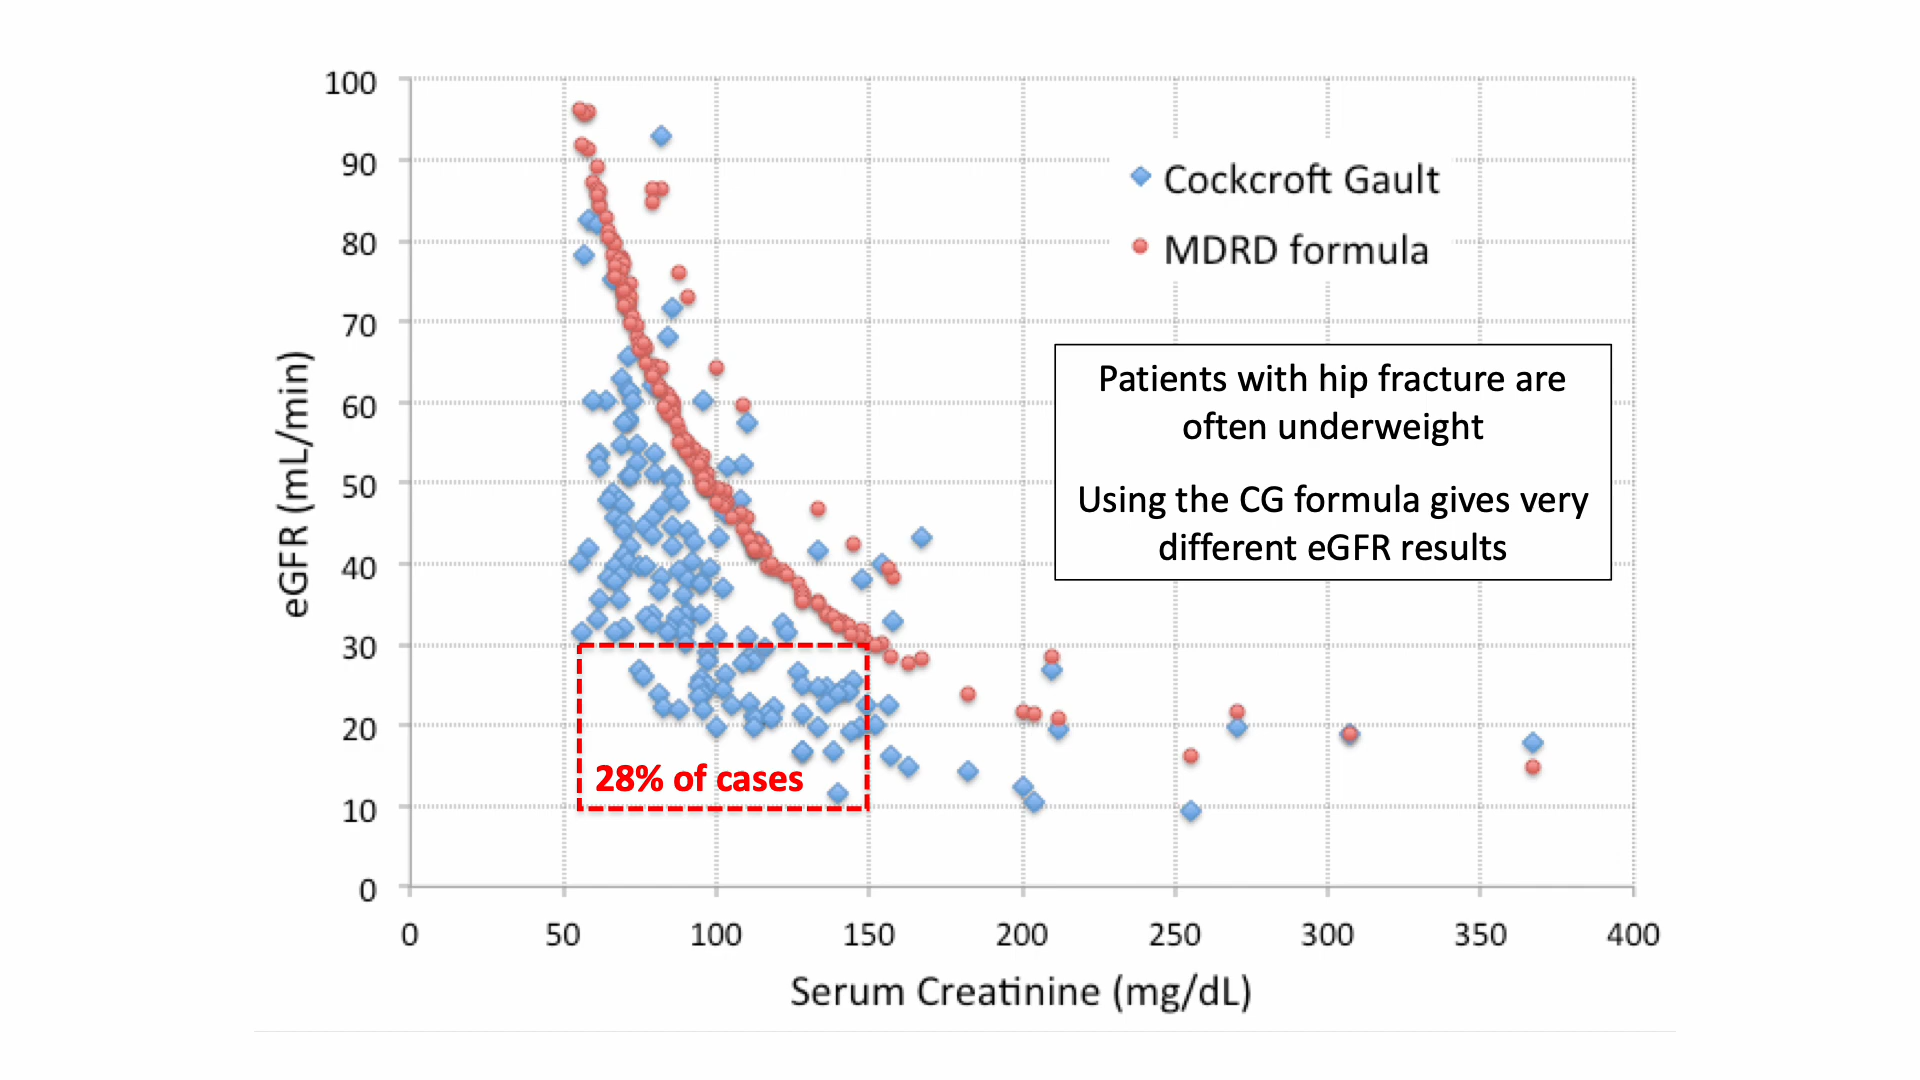 100
90
80
70
60
50
40
30
20
10
0
eGFR (mL/min)
Cockcroft Gault
MDRD formula
Patients with hip fracture are
often underweight
Using the CG formula gives very
different eGFR results
28% of cases
0 50 100 150 200 250 300 350 400
Serum Creatinine (mg/dL)